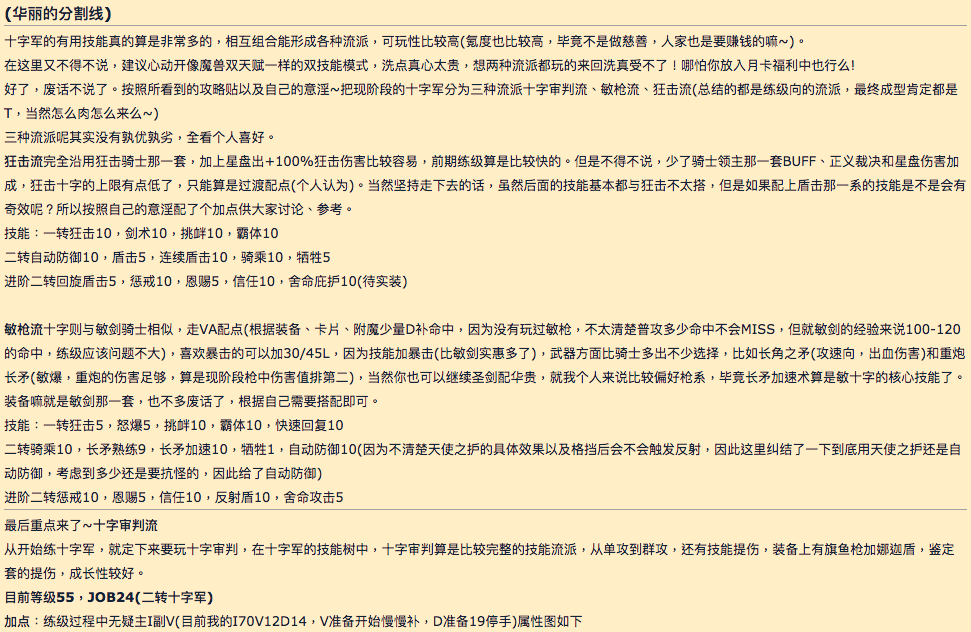 (华丽的分割线)
十字军的有用技能真的算是非常多的，相互组合能形成各种流派，可玩性比较高(氪度也比较高，毕竟不是做慈善，人家也是要赚钱的嘛~)。
在这里又不得不说，建议心动开像魔兽双天赋一样的双技能模式，洗点真心太贵，想两种流派都玩的来回洗真受不了！哪怕你放入月卡福利中也行么!
好了，废话不说了。按照所看到的攻略贴以及自己的意淫~把现阶段的十字军分为三种流派十字审判流、敏枪流、狂击流(总结的都是练级向的流派，最终成型肯定都是
T，当然怎么肉怎么来么~)
三种流派呢其实没有孰优孰劣，全看个人喜好。
狂击流完全沿用狂击骑士那一套，加上星盘出+100%狂击伤害比较容易，前期练级算是比较快的。但是不得不说，少了骑士领主那一套BUFF、正义裁决和星盘伤害加
成，狂击十字的上限有点低了，只能算是过渡配点(个人认为)。当然坚持走下去的话，虽然后面的技能基本都与狂击不太搭，但是如果配上盾击那一系的技能是不是会有
奇效呢？所以按照自己的意淫配了个加点供大家讨论、参考。
技能：一转狂击10，剑术10，挑衅10，霸体10
二转自动防御10，盾击5，连续盾击10，骑乘10，牺牲5
进阶二转回旋盾击5，惩戒10，恩赐5，信任10，舍命庇护10(待实装)
敏枪流十字则与敏剑骑士相似，走VA配点(根据装备、卡片、附魔少量D补命中，因为没有玩过敏枪，不太清楚普攻多少命中不会MISS，但就敏剑的经验来说100-120
的命中，练级应该问题不大)，喜欢暴击的可以加30/45L，因为技能加暴击(比敏剑实惠多了)，武器方面比骑士多出不少选择，比如长角之矛(攻速向，出血伤害)和重炮
长矛(敏爆，重炮的伤害足够，算是现阶段枪中伤害值排第二)，当然你也可以继续圣剑配华贵，就我个人来说比较偏好枪系，毕竟长矛加速术算是敏十字的核心技能了。
装备嘛就是敏剑那一套，也不多废话了，根据自己需要搭配即可。
技能：一转狂击5，怒爆5，挑衅10，霸体10，快速回复10
二转骑乘10，长矛熟练9，长矛加速10，牺牲1，自动防御10(因为不清楚天使之护的具体效果以及格挡后会不会触发反射，因此这里纠结了一下到底用天使之护还是自
动防御，考虑到多少还是要抗怪的，因此给了自动防御)
进阶二转惩戒10，恩赐5，信任10，反射盾10，舍命攻击5
最后重点来了~十字审判流
从开始练十字军，就定下来要玩十字审判，在十字军的技能树中，十字审判算是比较完整的技能流派，从单攻到群攻，还有技能提伤，装备上有旗鱼枪加娜迦盾，鉴定
套的提伤，成长性较好。
目前等级55，JOB24(二转十字军)
加点：练级过程中无疑主I副V(目前我的I70V12D14，V准备开始慢慢补，D准备19停手)属性图如下